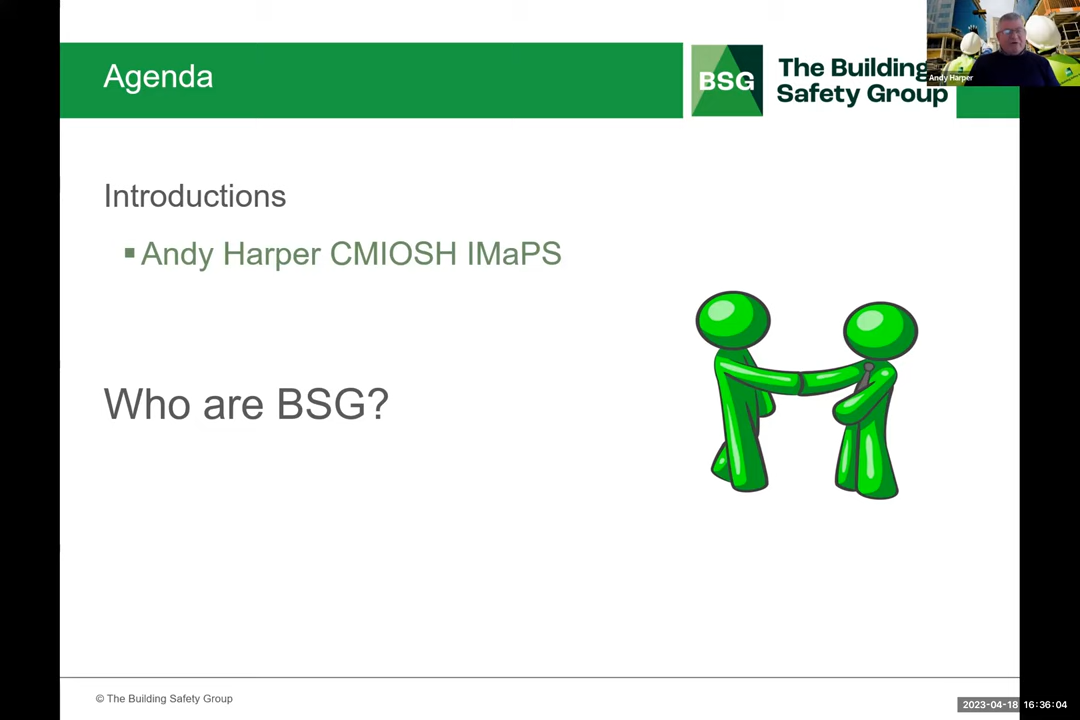 Agenda
BSG
The Building
Safety Group
Andy Harper
Introductions
▪Andy Harper CMIOSH IMaPS
Who are BSG?
© The Building Safety Group
2023-04-18 16:36:04